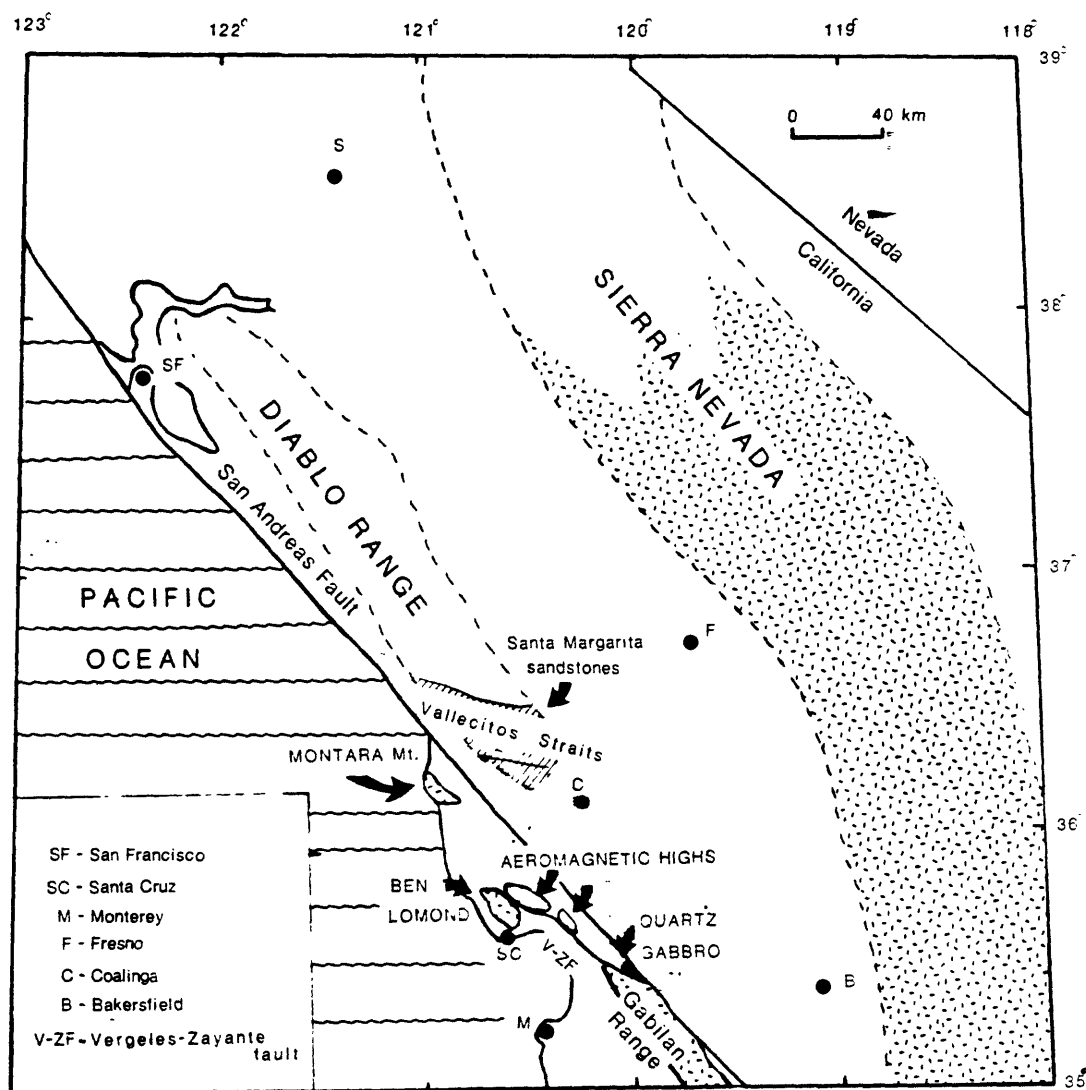 123° 122° 121° 120° 119° 118°
39°
0 40 km
S
Nevada
California
38°
SIERRA NEVADA
SF
DIABLO RANGE
San Andreas Fault
37°
PACIFIC
OCEAN
F
Santa Margarita
sandstones
Vallecitos Straits
MONTARA Mt.
C
36°
AEROMAGNETIC HIGHS
BEN
LOMOND
QUARTZ
GABBRO
SC
V-ZF
B
M
Gabilan
Range
35
SF - San Francisco
SC - Santa Cruz
M - Monterey
F - Fresno
C - Coalinga
B - Bakersfield
V-ZF - Vergeles-Zayante
fault